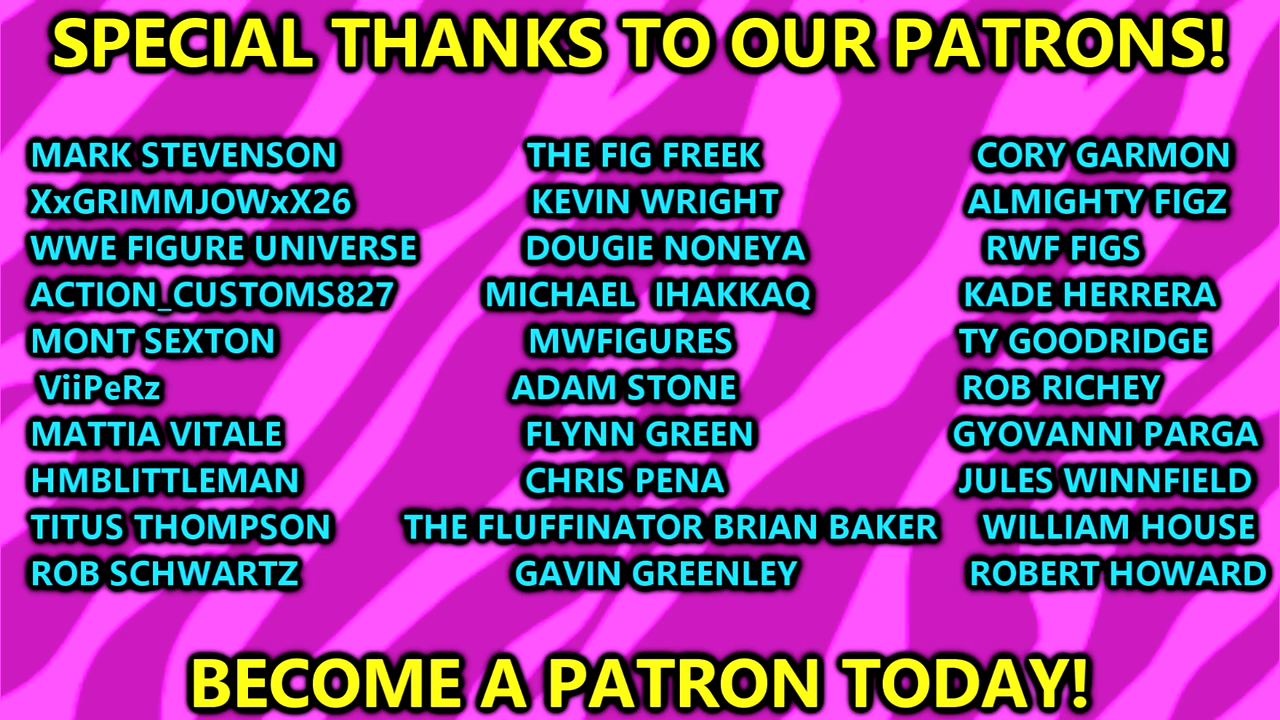 SPECIAL THANKS TO OUR PATRONS!
MARK STEVENSON THE FIG FREEK CORY GARMON
XxGRIMMJOWxX26 KEVIN WRIGHT ALMIGHTY FIGZ
WWE FIGURE UNIVERSE DOUGIE NONEYA RWF FIGS
ACTION_CUSTOMS827 MICHAEL IHAKKAQ KADE HERRERA
MONT SEXTON MWFIGURES TY GOODRIDGE
ViiPeRz ADAM STONE ROB RICHEY
MATTIA VITALE FLYNN GREEN GYOVANNI PARGA
HMBLITTLEMAN CHRIS PENA JULES WINNFIELD
TITUS THOMPSON THE FLUFFINATOR BRIAN BAKER WILLIAM HOUSE
ROB SCHWARTZ GAVIN GREENLEY ROBERT HOWARD
BECOME A PATRON TODAY!